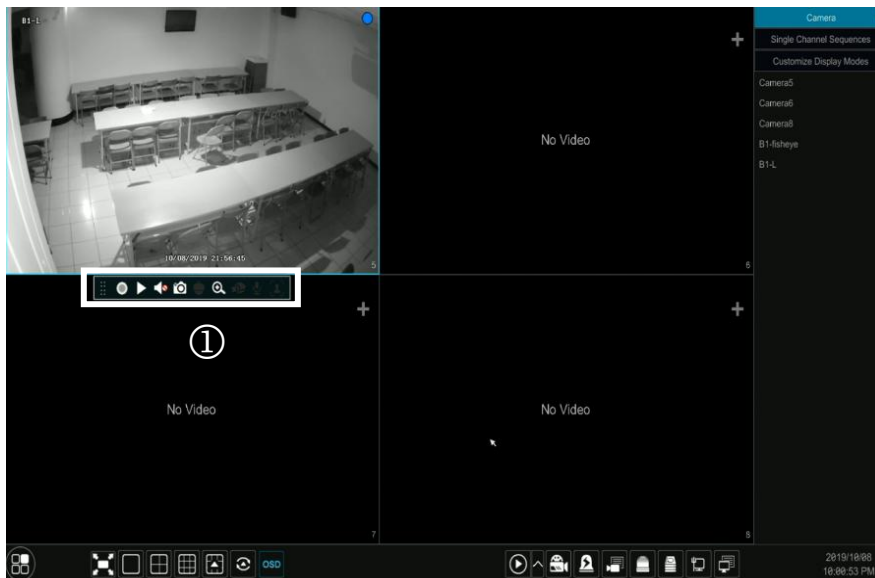 B1-L
10/08/2019 21:56:45
5
No Video
6
①
No Video
7
No Video
8
Camera
Single Channel Sequences
Customize Display Modes
Camera5
Camera6
Camera8
B1-fisheye
B1-L
OSD
2019/10/08
10:00:53 PM